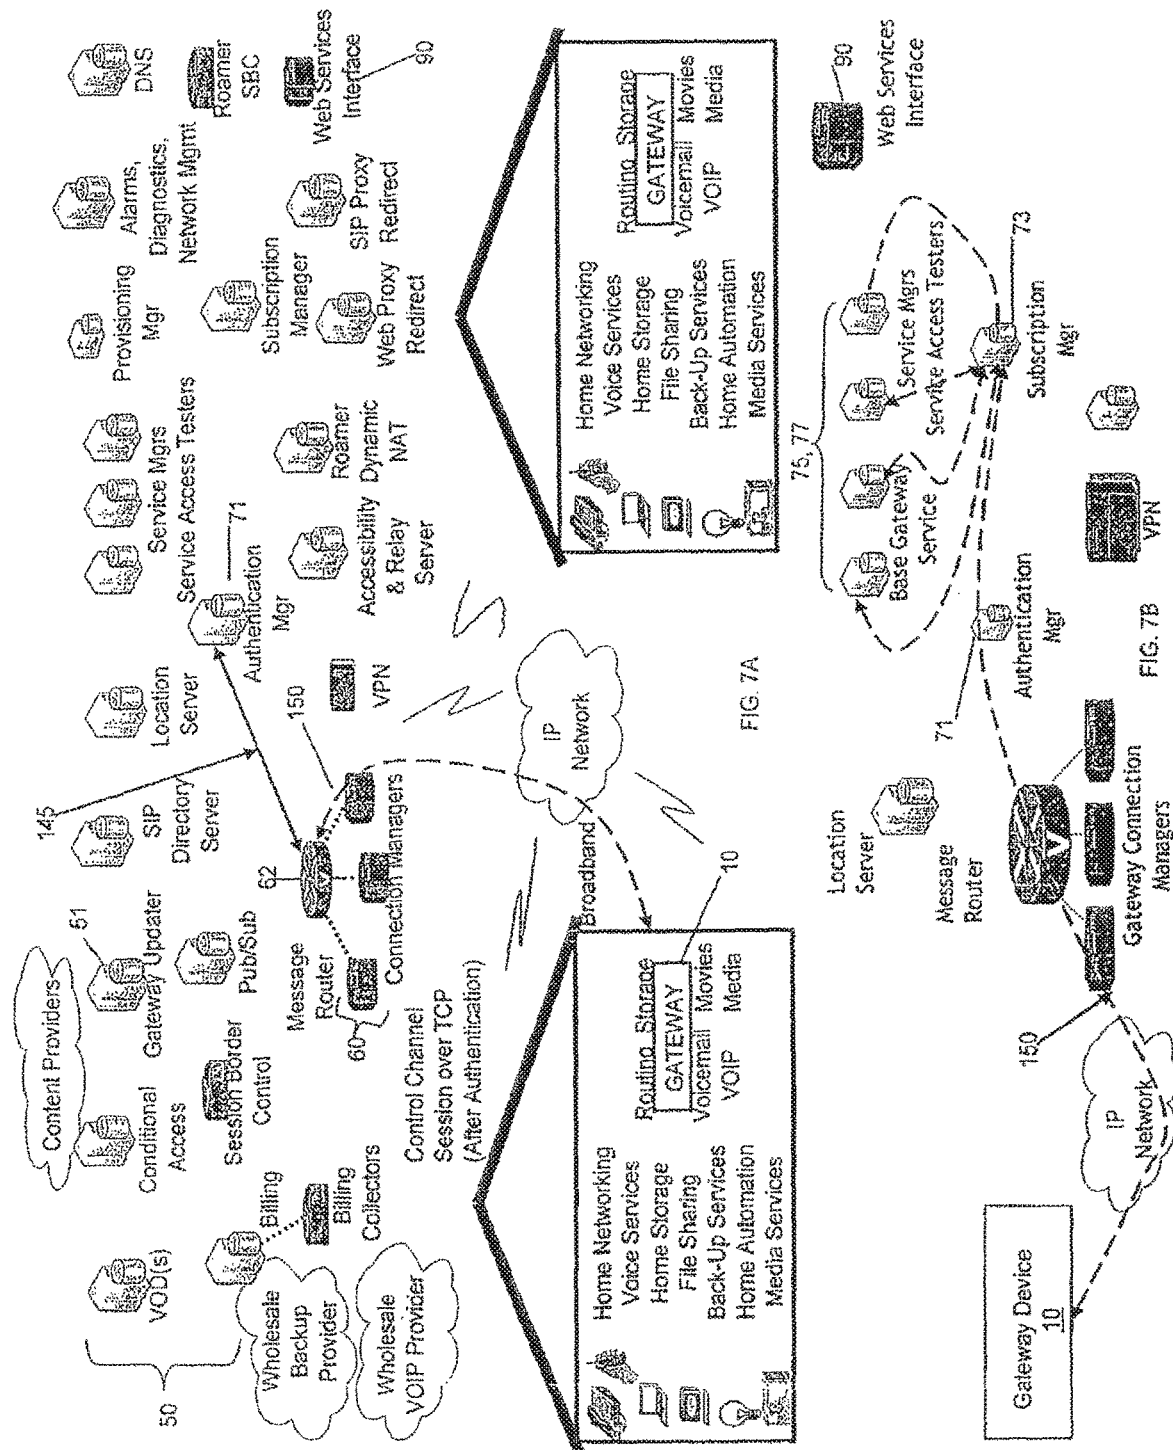 Content Providers
VOD(s)
Conditional
Access
51
Gateway Updater
145
SIP
Directory
Server
Location
Server
Service Mgrs
Service Access Testers
Provisioning
Mgr
Alarms,
Diagnostics,
Network Mgmt
DNS
50
Billing
Session Border
Control
Pub/Sub
62
71
Authentication
Mgr
Subscription
Manager
Roamer
SBC
Wholesale
Backup
Provider
Billing
Collectors
Message
Router
60
150
Connection Managers
VPN
Accessibility
& Relay
Server
Roamer
Dynamic
NAT
Web Proxy
Redirect
SIP Proxy
Redirect
Web Services
Interface
90
Wholesale
VOIP Provider
Control Channel
Session over TCP
(After Authentication)
IP
Network
Broadband
Home Networking
Voice Services
Home Storage
File Sharing
Back-Up Services
Home Automation
Media Services
Routing Storage
GATEWAY
Voicemail Movies
VOIP Media
10
FIG. 7A
Home Networking
Voice Services
Home Storage
File Sharing
Back-Up Services
Home Automation
Media Services
Routing Storage
GATEWAY
Voicemail Movies
VOIP Media
75, 77
90
Web Services
Interface
Location
Server
Base Gateway
Service
Service Mgrs
Service Access Testers
Message
Router
71
73
Authentication
Mgr
Subscription
Mgr
150
Gateway Connection
Managers
VPN
IP
Network
Gateway Device
10
FIG. 7B